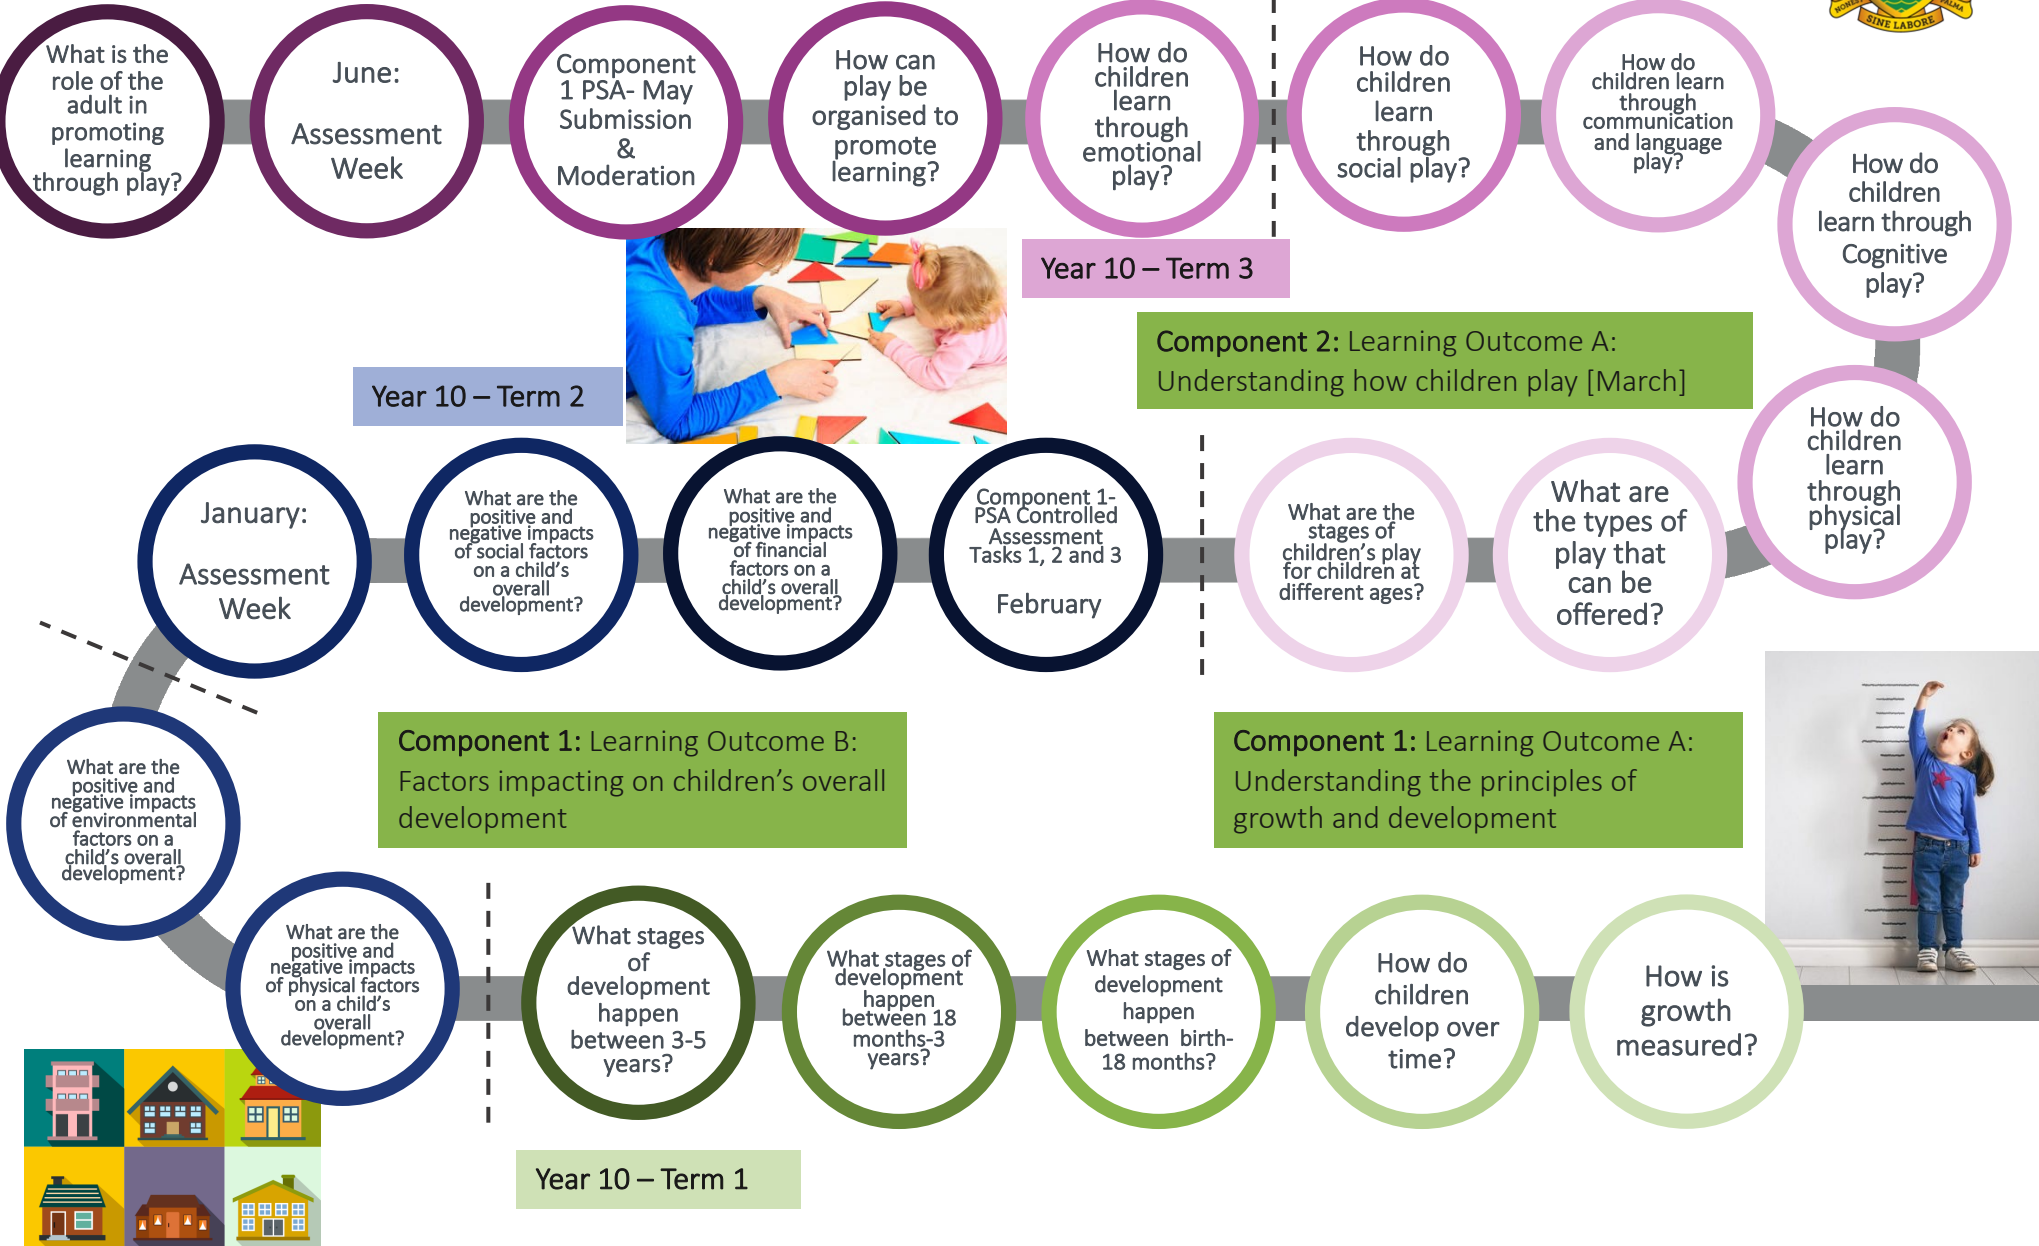 What is the
role of the
adult in
promoting
learning
through play?
June:
Assessment
Week
Component
1 PSA- May
Submission
&
Moderation
How can
play be
organised to
promote
learning?
How do
children
learn
through
emotional
play?
How do
children
learn
through
social play?
How do
children learn
through
communication
and language
play?
SINE LABORE
PALMA
How do
children
learn through
Cognitive
play?
Year 10 – Term 3
Component 2: Learning Outcome A:
Understanding how children play [March]
Year 10 – Term 2
How do
children
learn
through
physical
play?
January:
Assessment
Week
What are the
positive and
negative impacts
of social factors
on a child’s
overall
development?
What are the
positive and
negative impacts
of financial
factors on a
child’s overall
development?
Component 1-
PSA Controlled
Assessment
Tasks 1, 2 and 3
February
What are the
stages of
children’s play
for children at
different ages?
What are
the types of
play that
can be
offered?
What are the
positive and
negative impacts
of environmental
factors on a
child’s overall
development?
Component 1: Learning Outcome B:
Factors impacting on children’s overall
development
Component 1: Learning Outcome A:
Understanding the principles of
growth and development
What are the
positive and
negative impacts
of physical factors
on a child’s
overall
development?
What stages
of
development
happen
between 3-5
years?
What stages of
development
happen
between 18
months-3
years?
What stages of
development
happen
between birth-
18 months?
How do
children
develop over
time?
How is
growth
measured?
Year 10 – Term 1